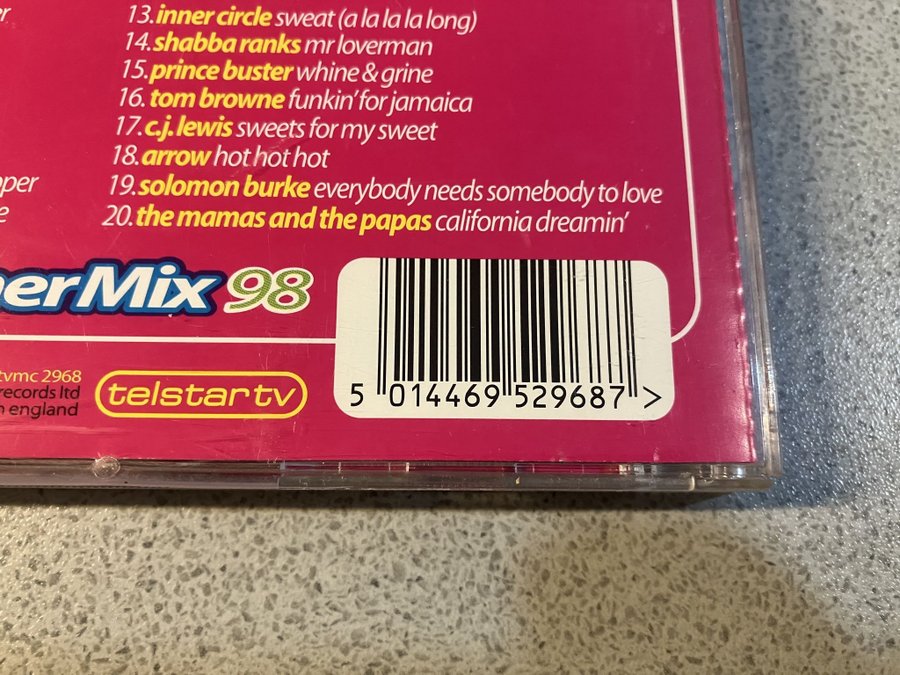 13. inner circle sweat (a la la la long)
14. shabba ranks mr loverman
15. prince buster whine & grine
16. tom browne funkin' for jamaica
17. c.j. lewis sweets for my sweet
18. arrow hot hot hot
19. solomon burke everybody needs somebody to love
20. the mamas and the papas california dreamin'
Mix 98
tvmc 2968
records ltd
england
telstar tv
5 014469 529687 >